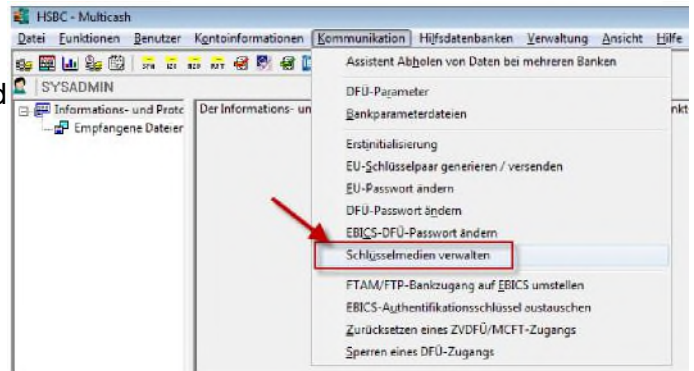 HSBC - Multicash
Datei Funktionen Benutzer Kontoinformationen Kommunikation Hilfsdatenbanken Verwaltung Ansicht Hilfe
d
SYSADMIN
Informations- und Protc
Empfangene Dateier
Der Informations- un
nkt
Assistent Abholen von Daten bei mehreren Banken
DFÜ-Parameter
Bankparameterdateien
Erstinitialisierung
EU-Schlüsselpaar generieren / versenden
EU-Passwort ändern
DFÜ-Passwort ändern
EBICS-DFÜ-Passwort ändern
Schlüsselmedien verwalten
FTAM/FTP-Bankzugang auf EBICS umstellen
EBICS-Authentifikationsschlüssel austauschen
Zurücksetzen eines ZVDFÜ/MCFT-Zugangs
Sperren eines DFÜ-Zugangs